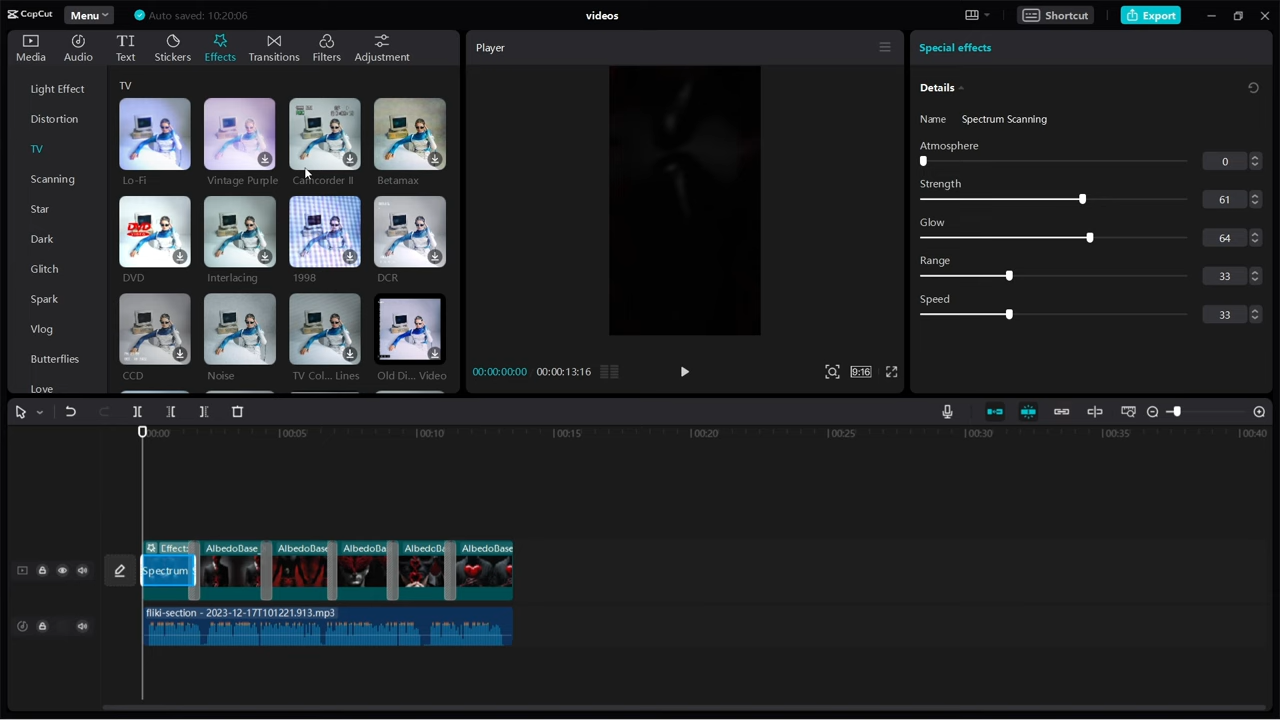 CapCut Menu Auto saved: 10:20:06 videos Shortcut Export
Media Audio Text Stickers Effects Transitions Filters Adjustment
Light Effect
Distortion
TV
Scanning
Star
Dark
Glitch
Spark
Vlog
Butterflies
Love
TV
Lo-Fi Vintage Purple Camcorder II Betamax
DVD Interlacing 1998 DCR
CCD Noise TV Col... Lines Old Di... Video
Player
00:00:00:00 00:00:13:16 9:16
Special effects
Details
Name Spectrum Scanning
Atmosphere 0
Strength 61
Glow 64
Range 33
Speed 33
00:00 00:05 00:10 00:15 00:20 00:25 00:30 00:35 00:40
Effect: AlbedoBase AlbedoBase AlbedoBa AlbedcBa AlbedoBase
Spectrum
fliki-section - 2023-12-17T101221.913.mp3